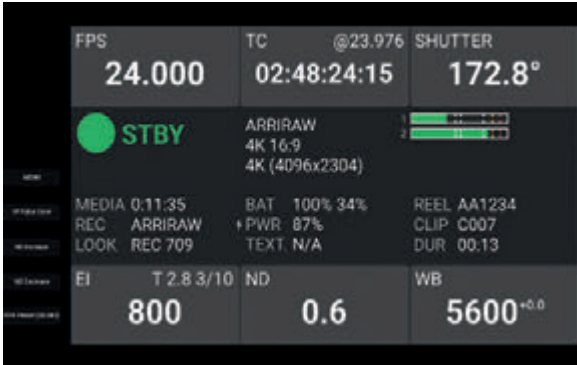 FPS
24.000
TC @23.976
02:48:24:15
SHUTTER
172.8°
STBY
ARRIRAW
4K 16:9
4K (4096x2304)
1
2
MENU
MEDIA 0:11:35
REC ARRIRAW
LOOK REC 709
BAT 100% 34%
PWR 87%
TEXT N/A
REEL AA1234
CLIP C007
DUR 00:13
EI T 2.8 3/10
800
ND
0.6
WB
5600+0.0